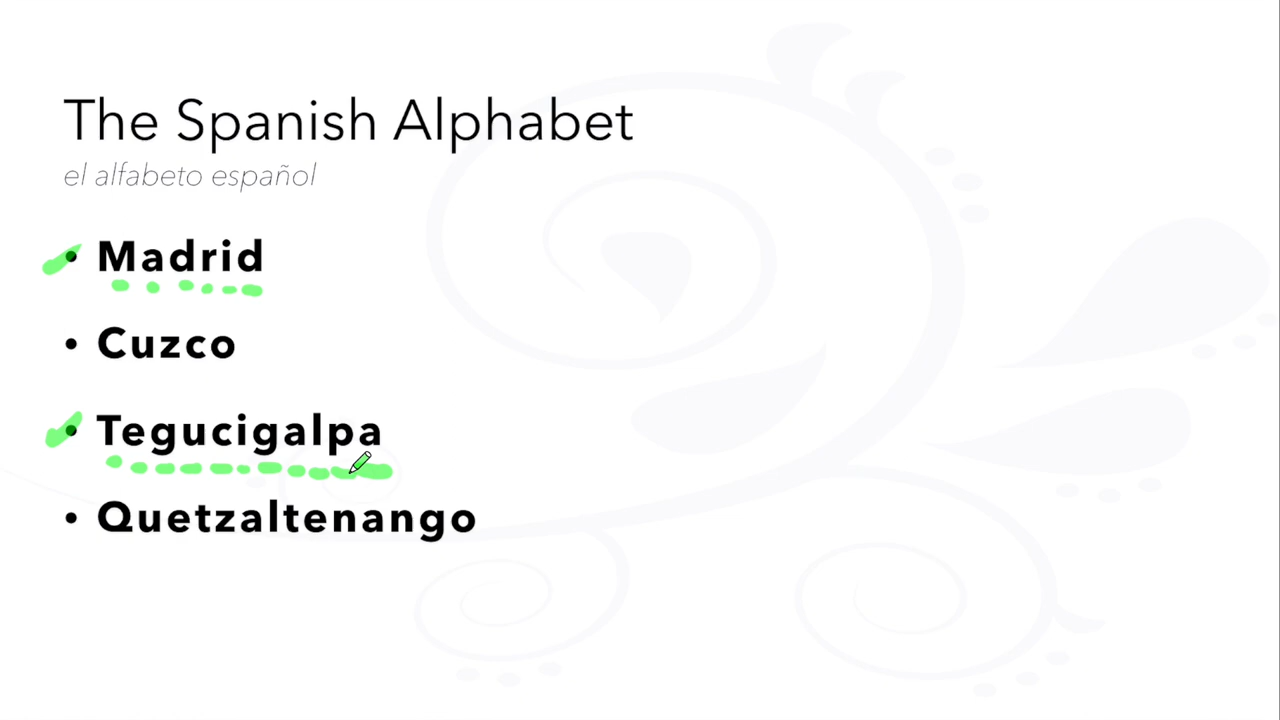 The Spanish Alphabet
el alfabeto español
• Madrid
• Cuzco
• Tegucigalpa
• Quetzaltenango